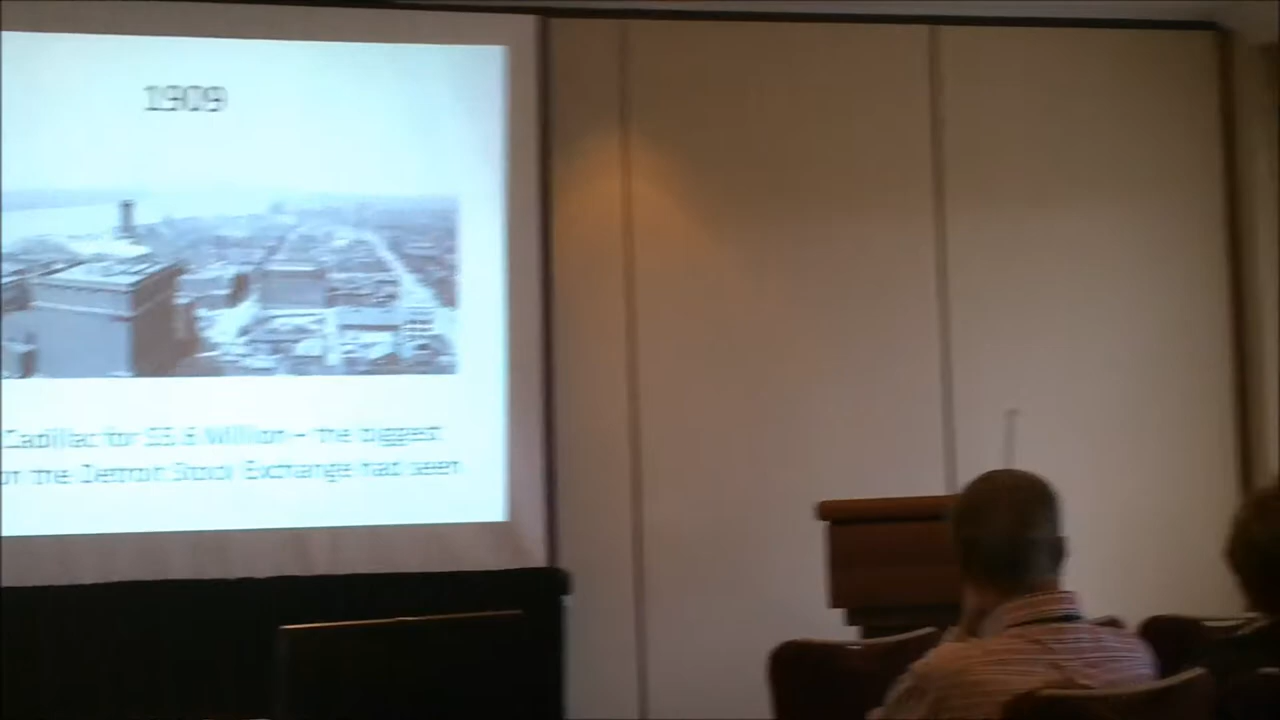 1909
Cadillac for $5.6 Million – the biggest
the Detroit Stock Exchange had seen